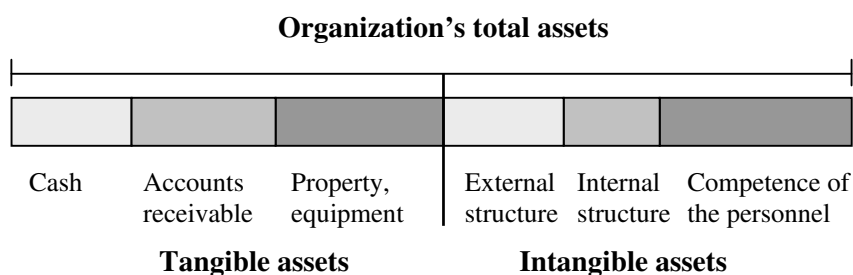 Organization’s total assets
Cash Accounts Property, External Internal Competence of
receivable equipment structure structure the personnel
Tangible assets Intangible assets